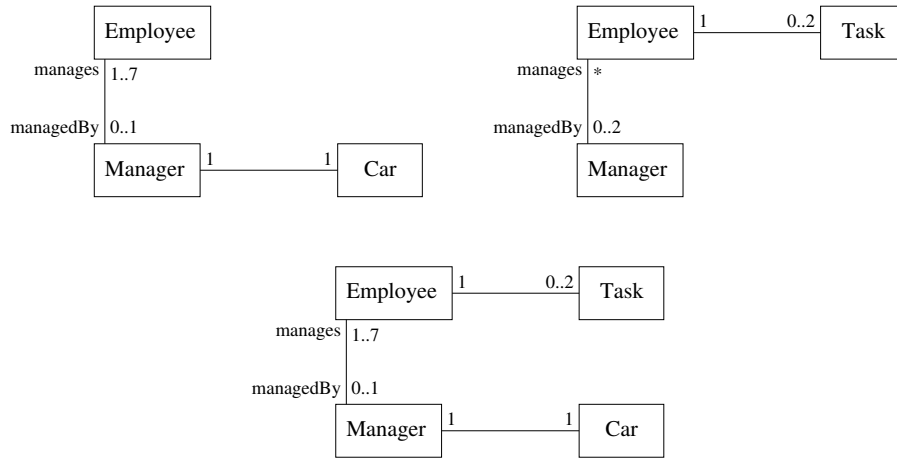 Employee
manages
1..7
managedBy
0..1
Manager
1
1
Car
Employee
1
0..2
Task
manages
*
managedBy
0..2
Manager
Employee
1
0..2
Task
manages
1..7
managedBy
0..1
Manager
1
1
Car